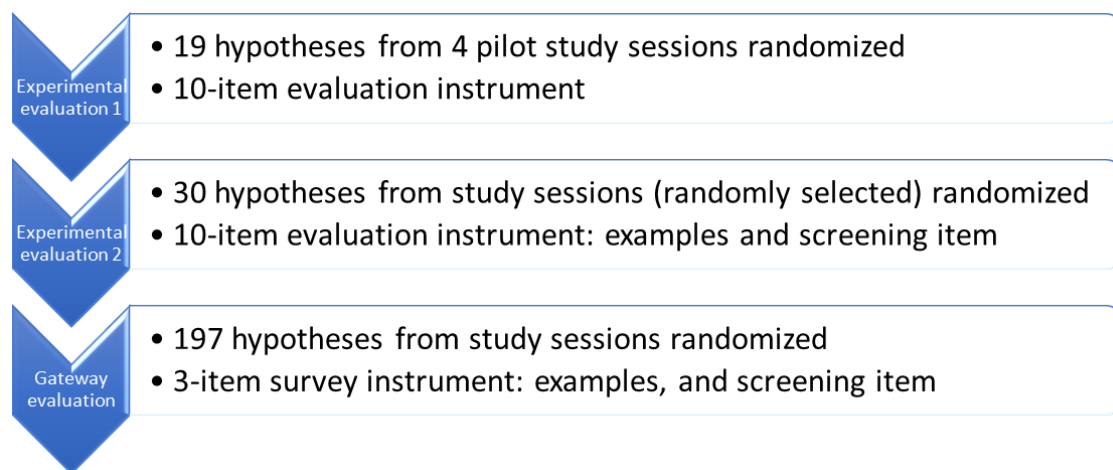 Experimental
evaluation 1
• 19 hypotheses from 4 pilot study sessions randomized
• 10-item evaluation instrument
Experimental
evaluation 2
• 30 hypotheses from study sessions (randomly selected) randomized
• 10-item evaluation instrument: examples and screening item
Gateway
evaluation
• 197 hypotheses from study sessions randomized
• 3-item survey instrument: examples, and screening item